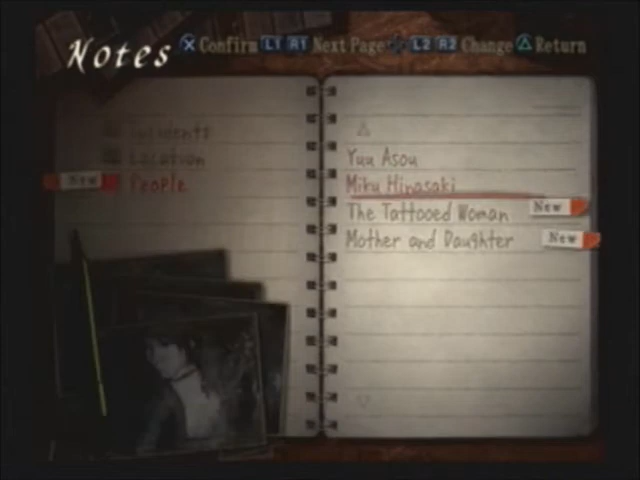 Notes
Confirm L1 R1 Next Page L2 R2 Change Return
Incidents
Location
New People
Yuu Asou
Miku Hinasaki
The Tattooed Woman New
Mother and Daughter New